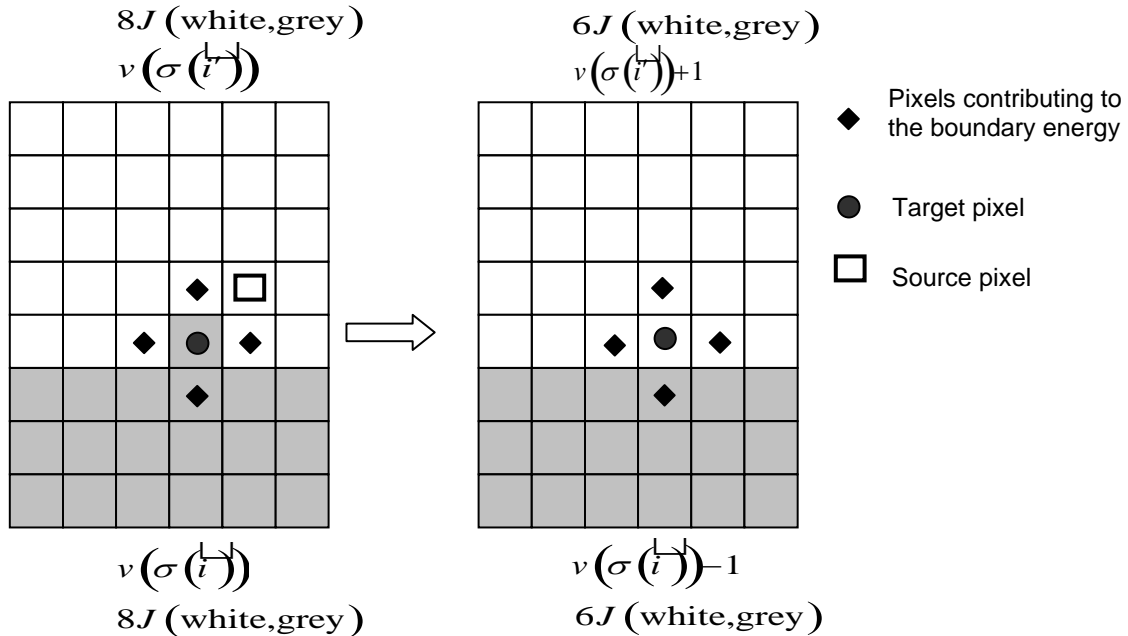 8J (white,grey)
v(σ(i′))
6J (white,grey)
v(σ(i′))+1
Pixels contributing to
the boundary energy
Target pixel
Source pixel
v(σ(i))
8J (white,grey)
v(σ(i))−1
6J (white,grey)